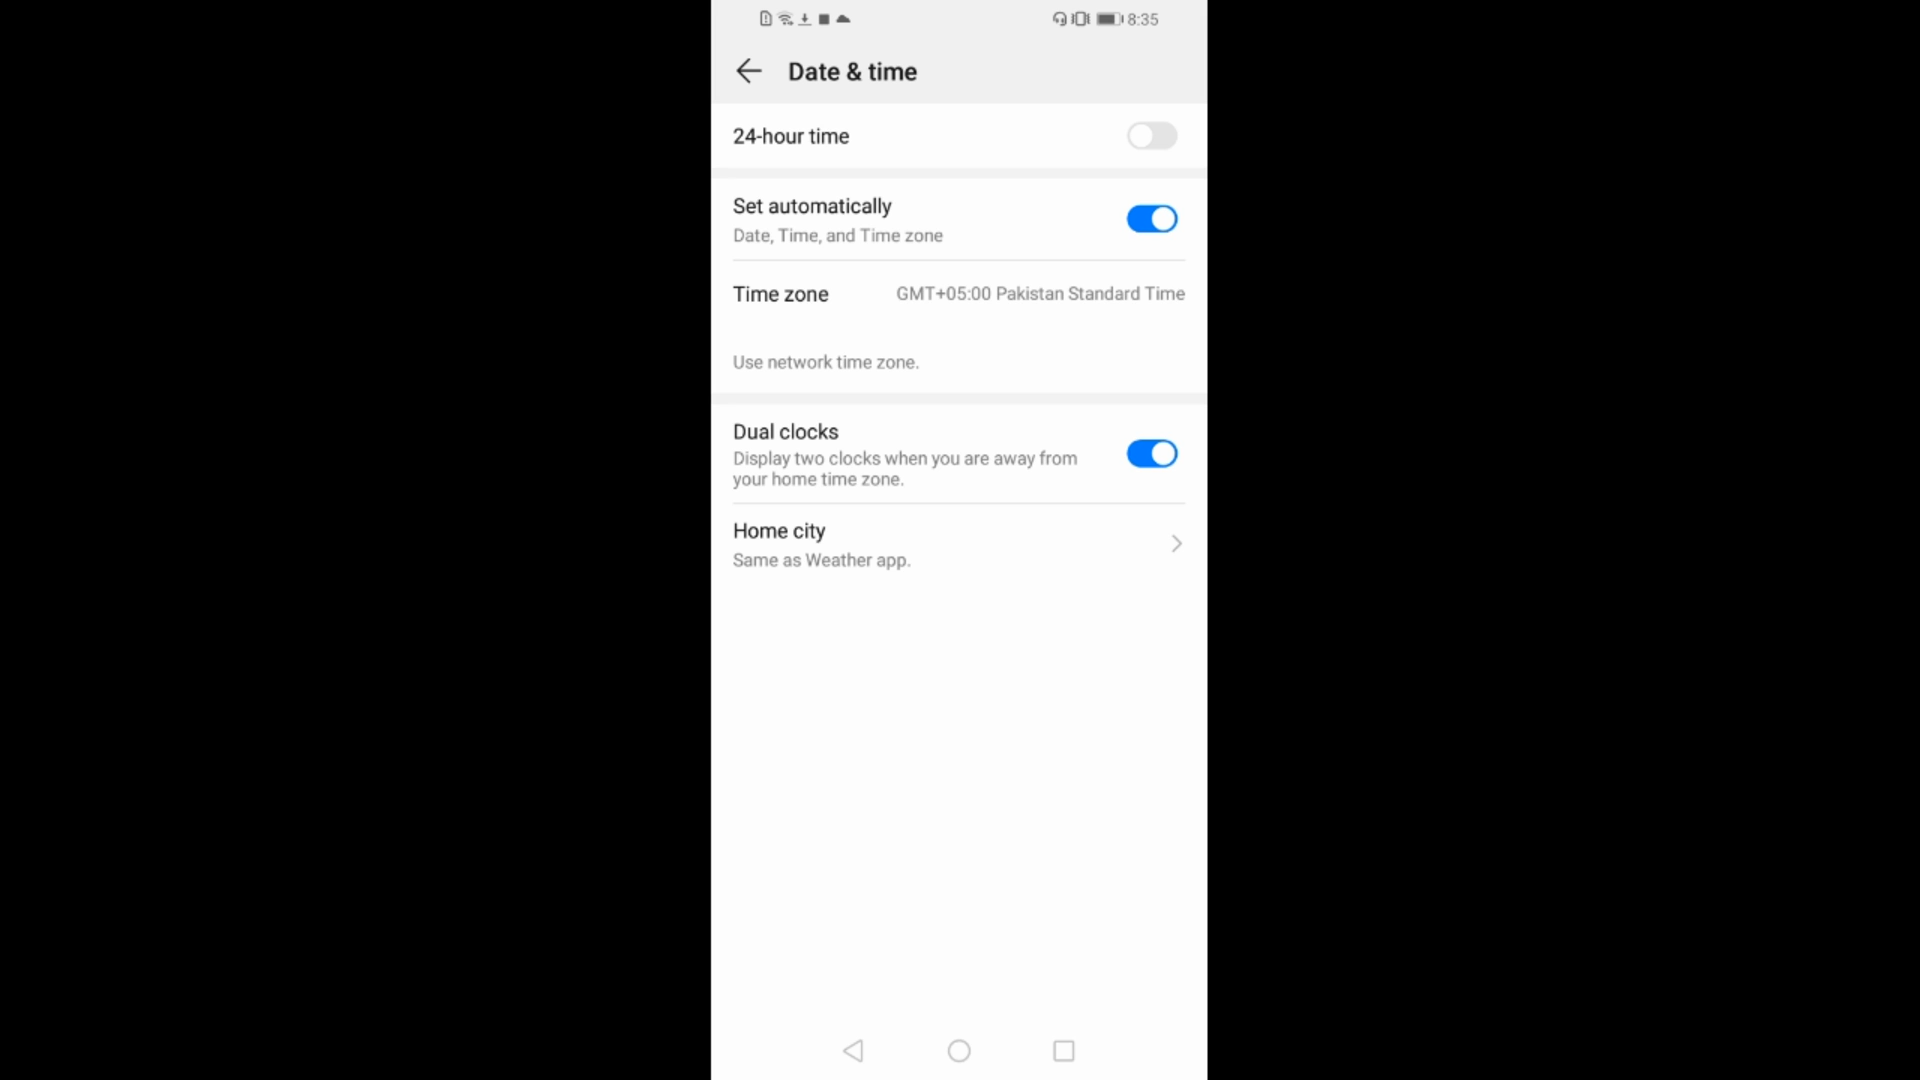 8:35
Date & time
24-hour time
Set automatically
Date, Time, and Time zone
Time zone GMT+05:00 Pakistan Standard Time
Use network time zone.
Dual clocks
Display two clocks when you are away from
your home time zone.
Home city
Same as Weather app.